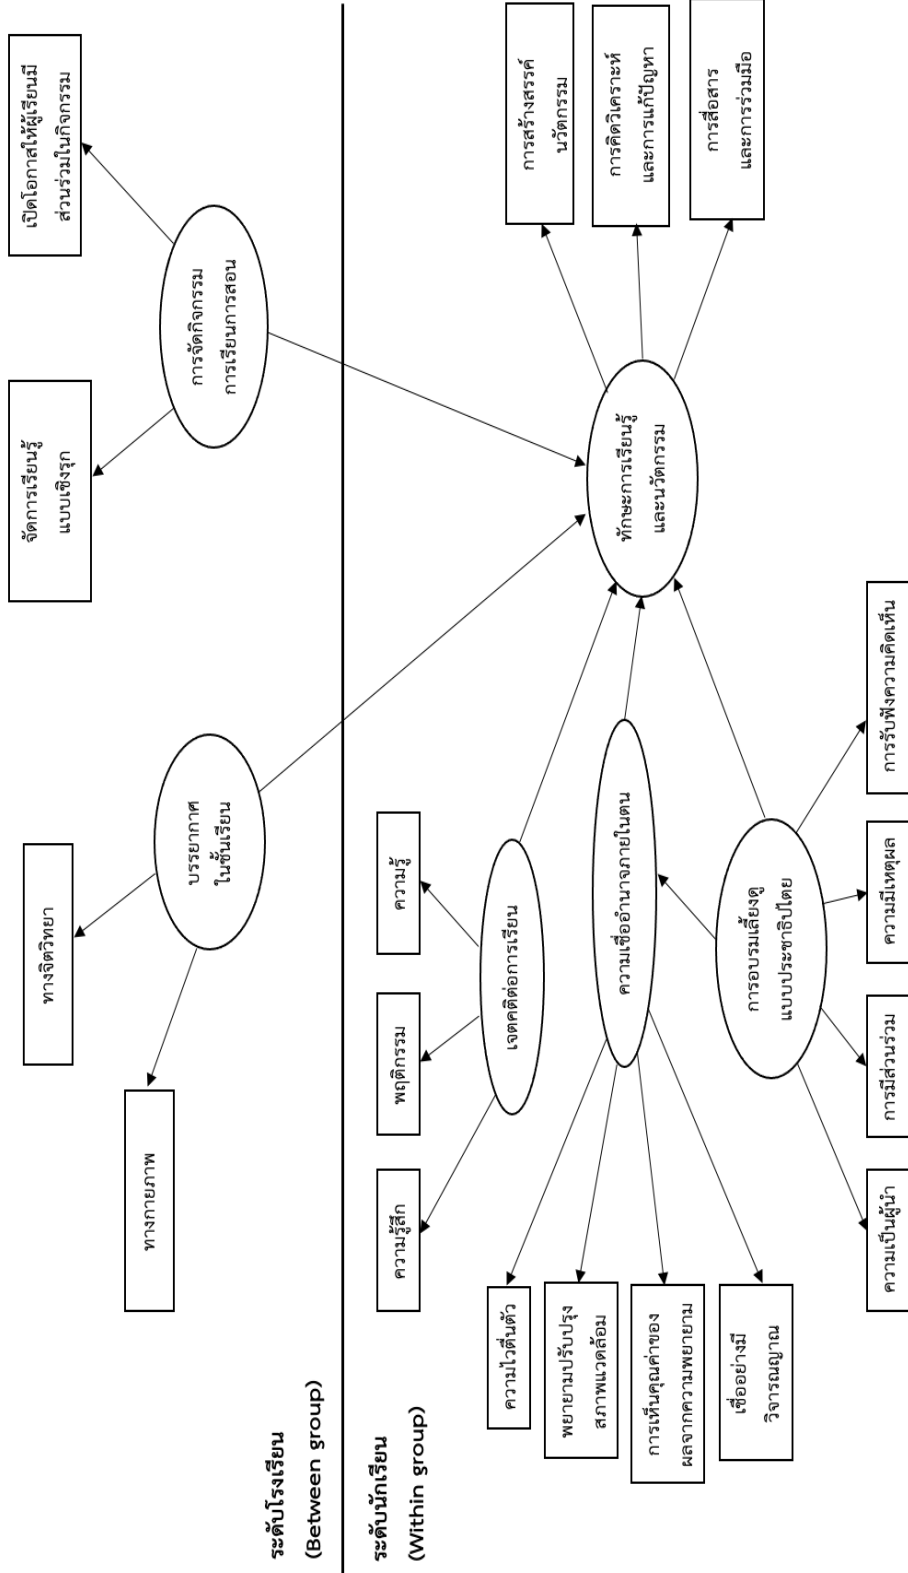 ระดับโรงเรียน
(Between group)
ทางกายภาพ
ทางจิตวิทยา
บรรยากาศ
ในชั้นเรียน
จัดการเรียนรู้
แบบเชิงรุก
การจัดกิจกรรม
การเรียนการสอน
เปิดโอกาสให้ผู้เรียนมี
ส่วนร่วมในกิจกรรม
ระดับนักเรียน
(Within group)
ความรู้สึก
พฤติกรรม
ความรู้
เจตคติต่อการเรียน
ความไวตื่นตัว
พยายามปรับปรุง
สภาพแวดล้อม
การเห็นคุณค่าของ
ผลจากความพยายาม
เชื่ออย่างมี
วิจารณญาณ
ความเชื่ออำนาจภายในตน
การอบรมเลี้ยงดู
แบบประชาธิปไตย
ความเป็นผู้นำ
การมีส่วนร่วม
ความมีเหตุผล
การรับฟังความคิดเห็น
ทักษะการเรียนรู้
และนวัตกรรม
การสร้างสรรค์
นวัตกรรม
การคิดวิเคราะห์
และการแก้ปัญหา
การสื่อสาร
และการร่วมมือ